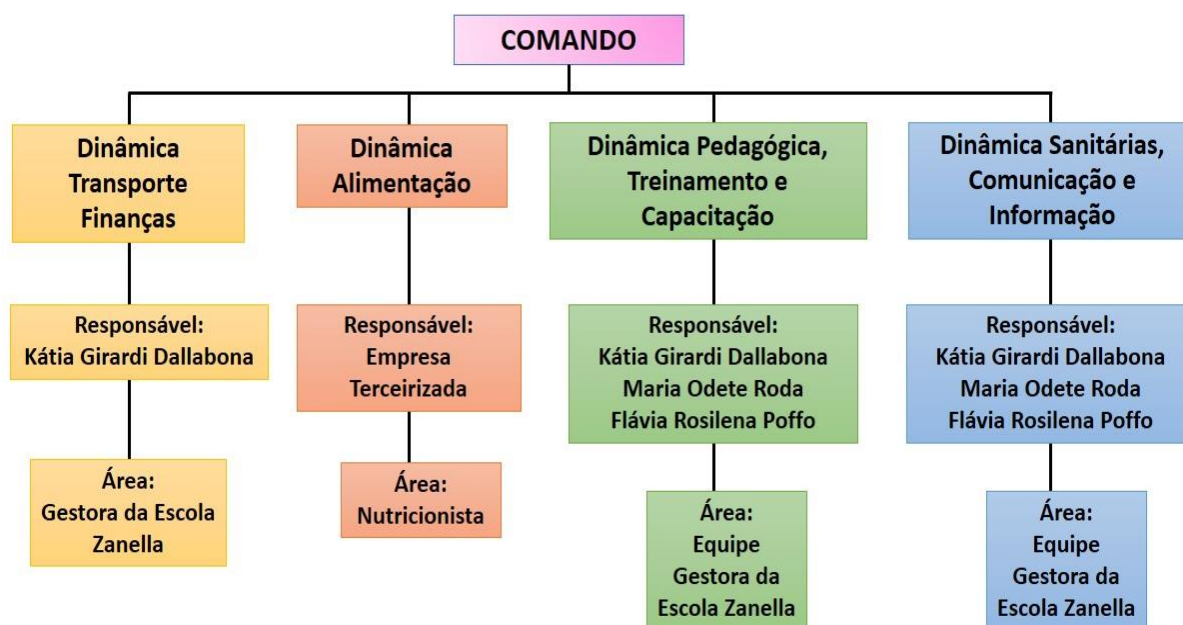 COMANDO
Dinâmica
Transporte
Finanças
Responsável:
Kátia Girardi Dallabona
Área:
Gestora da Escola
Zanella
Dinâmica
Alimentação
Responsável:
Empresa
Terceirizada
Área:
Nutricionista
Dinâmica Pedagógica,
Treinamento e
Capacitação
Responsável:
Kátia Girardi Dallabona
Maria Odete Roda
Flávia Rosilena Poffo
Área:
Equipe
Gestora da
Escola Zanella
Dinâmica Sanitárias,
Comunicação e
Informação
Responsável:
Kátia Girardi Dallabona
Maria Odete Roda
Flávia Rosilena Poffo
Área:
Equipe
Gestora da
Escola Zanella